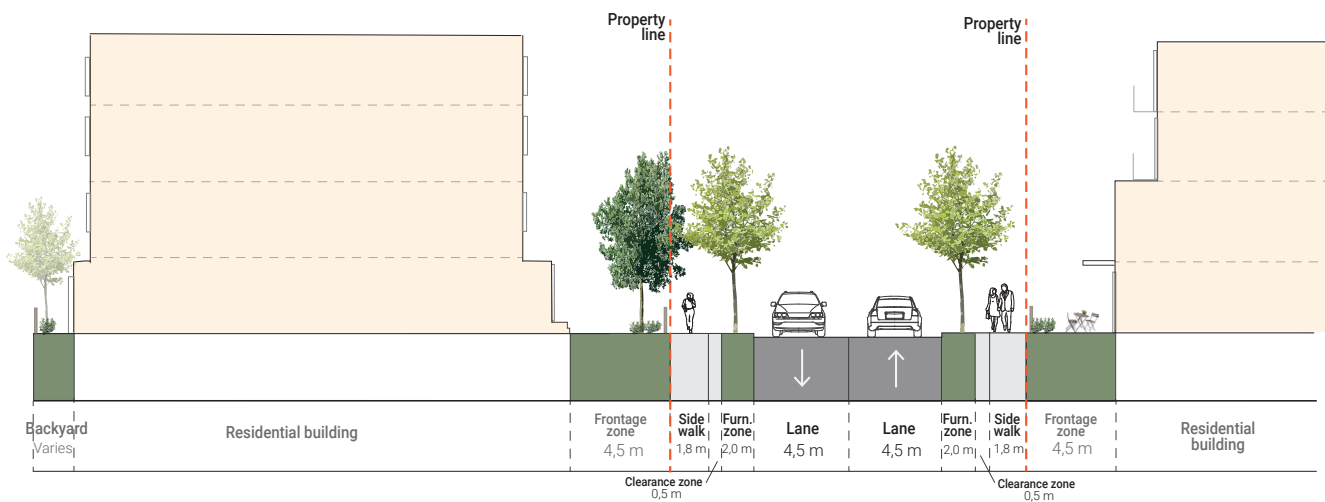 Property
line
Property
line
Backyard
Varies
Residential building
Frontage
zone
4,5 m
Side
walk
1,8 m
Furn.
zone
2,0 m
Lane
4,5 m
Lane
4,5 m
Furn.
zone
2,0 m
Side
walk
1,8 m
Frontage
zone
4,5 m
Residential
building
Clearance zone
0,5 m
Clearance zone
0,5 m